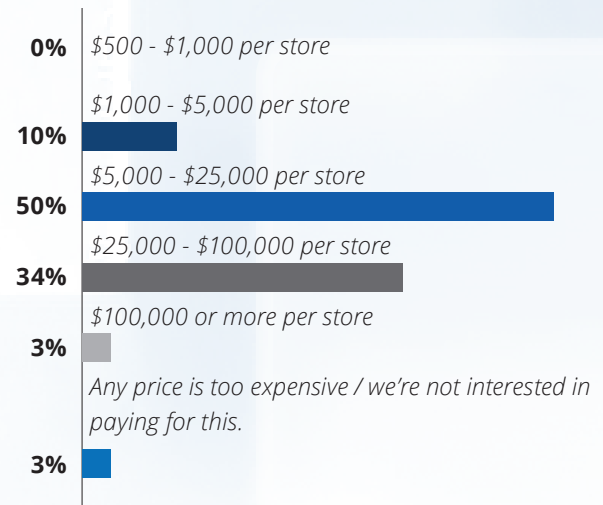 0% $500 - $1,000 per store
$1,000 - $5,000 per store
10%
$5,000 - $25,000 per store
50%
$25,000 - $100,000 per store
34%
$100,000 or more per store
3%
Any price is too expensive / we’re not interested in
paying for this.
3%